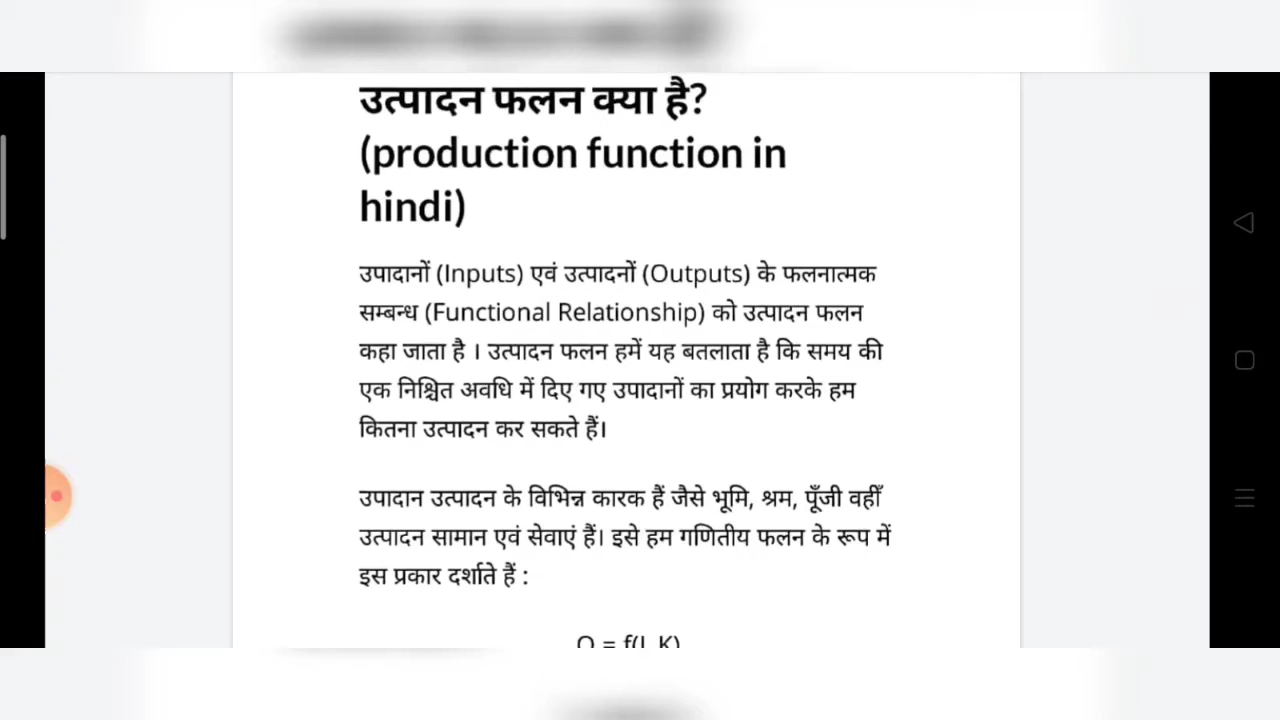 उत्पादन फलन क्या है?
(production function in
hindi)
उपादानों (Inputs) एवं उत्पादनों (Outputs) के फलनात्मक
सम्बन्ध (Functional Relationship) को उत्पादन फलन
कहा जाता है । उत्पादन फलन हमें यह बतलाता है कि समय की
एक निश्चित अवधि में दिए गए उपादानों का प्रयोग करके हम
कितना उत्पादन कर सकते हैं।
उपादान उत्पादन के विभिन्न कारक हैं जैसे भूमि, श्रम, पूँजी वहीँ
उत्पादन सामान एवं सेवाएं हैं। इसे हम गणितीय फलन के रूप में
इस प्रकार दर्शाते हैं :
= f(L,K)